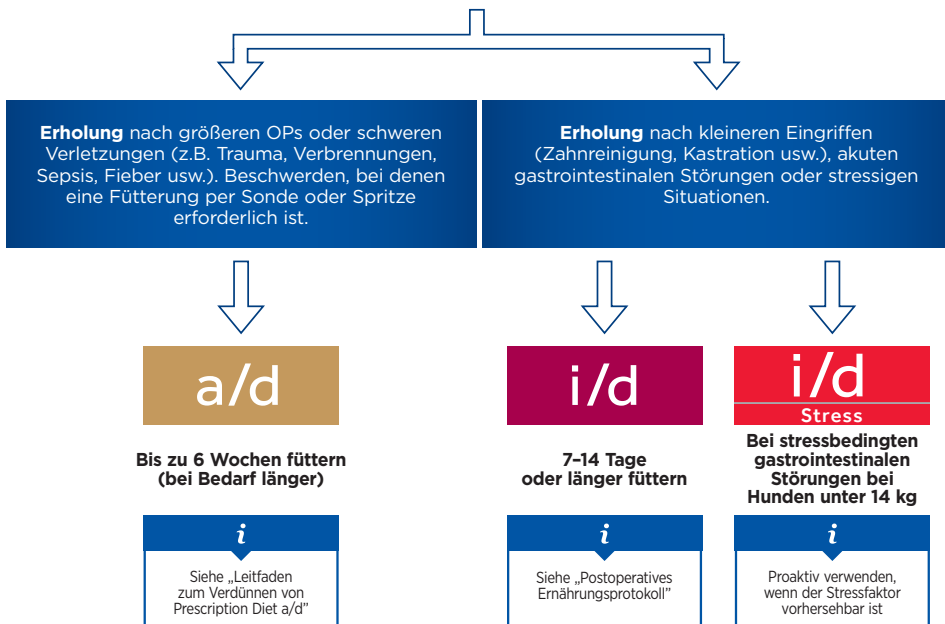 Erholung nach größeren OPs oder schweren
Verletzungen (z.B. Trauma, Verbrennungen,
Sepsis, Fieber usw.). Beschwerden, bei denen
eine Fütterung per Sonde oder Spritze
erforderlich ist.
Erholung nach kleineren Eingriffen
(Zahnreinigung, Kastration usw.), akuten
gastrointestinalen Störungen oder stressigen
Situationen.
a/d
Bis zu 6 Wochen füttern
(bei Bedarf länger)
i
Siehe „Leitfaden
zum Verdünnen von
Prescription Diet a/d”
i/d
7–14 Tage
oder länger füttern
i
Siehe „Postoperatives
Ernährungsprotokoll”
i/d
Stress
Bei stressbedingten
gastrointestinalen
Störungen bei
Hunden unter 14 kg
i
Proaktiv verwenden,
wenn der Stressfaktor
vorhersehbar ist